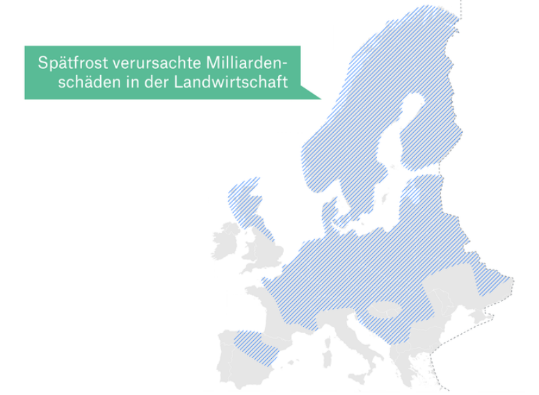 Spätfrost verursachte Milliarden-
schäden in der Landwirtschaft